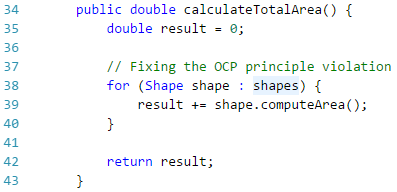 34 public double calculateTotalArea() {
35 double result = 0;
36
37 // Fixing the OCP principle violation
38 for (Shape shape : shapes) {
39 result += shape.computeArea();
40 }
41
42 return result;
43 }